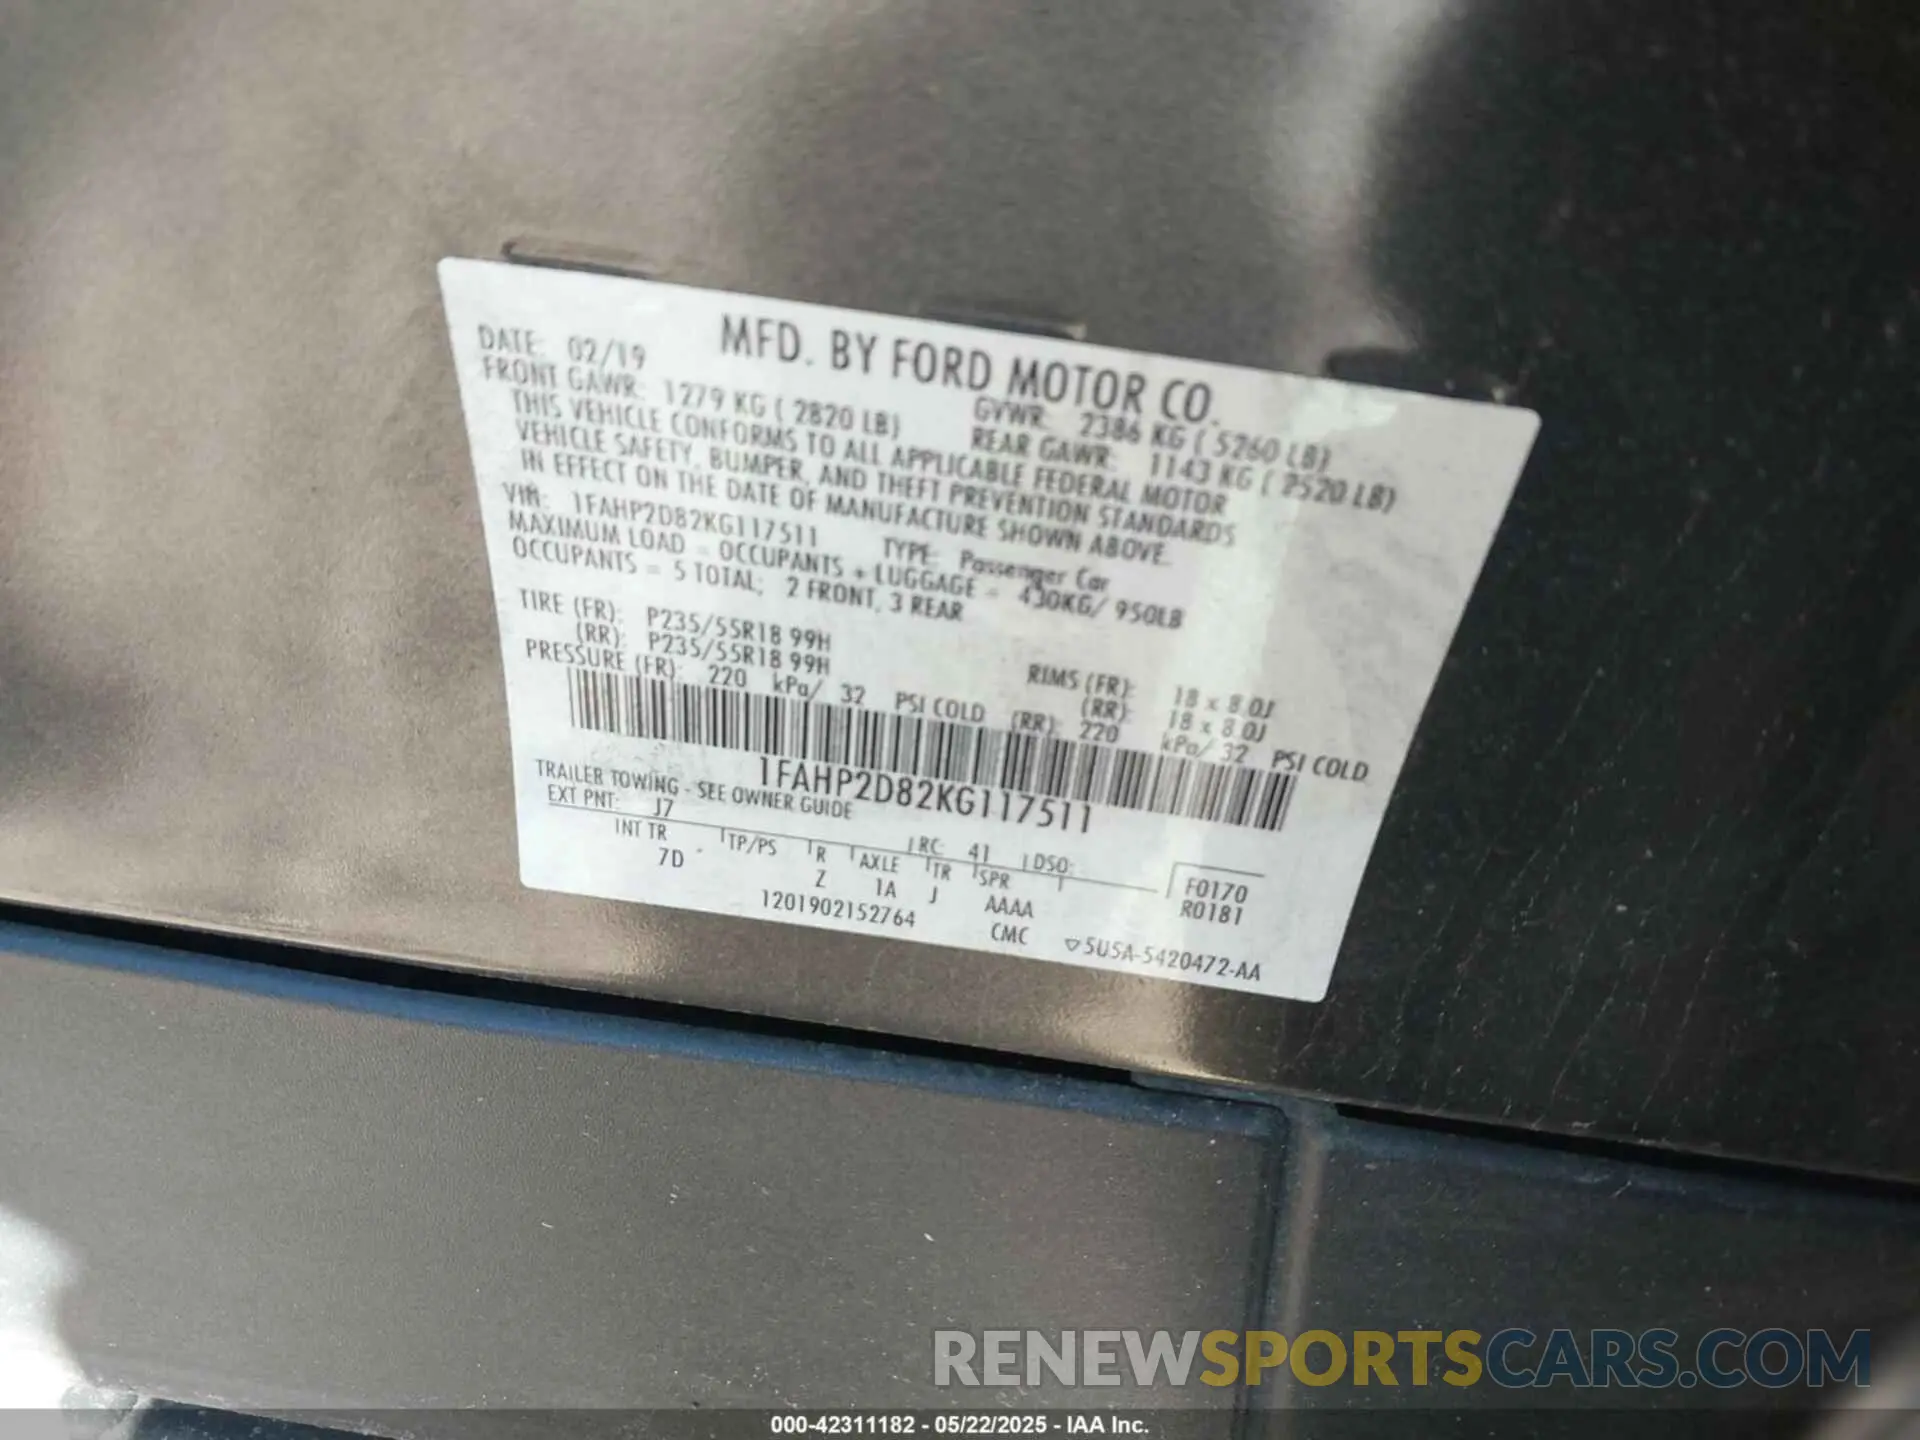 MFD. BY FORD MOTOR CO.
DATE: 02/19 GVWR: 2386 KG ( 5260 LB)
FRONT GAWR: 1279 KG ( 2820 LB) REAR GAWR: 1143 KG ( 2520 LB)
THIS VEHICLE CONFORMS TO ALL APPLICABLE FEDERAL MOTOR
VEHICLE SAFETY, BUMPER, AND THEFT PREVENTION STANDARDS
IN EFFECT ON THE DATE OF MANUFACTURE SHOWN ABOVE.
VIN: 1FAHP2D82KG117511 TYPE: Passenger Car
MAXIMUM LOAD = OCCUPANTS + LUGGAGE = 430KG/ 950LB
OCCUPANTS = 5 TOTAL; 2 FRONT, 3 REAR
TIRE (FR): P235/55R18 99H RIMS (FR): 18 x 8.0J
(RR): P235/55R18 99H (RR): 18 x 8.0J
PRESSURE (FR): 220 kPa/ 32 PSI COLD (RR): 220 kPa/ 32 PSI COLD
1FAHP2D82KG117511
TRAILER TOWING - SEE OWNER GUIDE
EXT PNT: J7 RC: 41 DSO:
INT TR TP/PS R AXLE TR SPR F0170
7D Z 1A J AAAA R0181
1201902152764 CMC 5U5A-5420472-AA
RENEWSPORTSCARS.COM
000-42311182 - 05/22/2025 - IAA Inc.